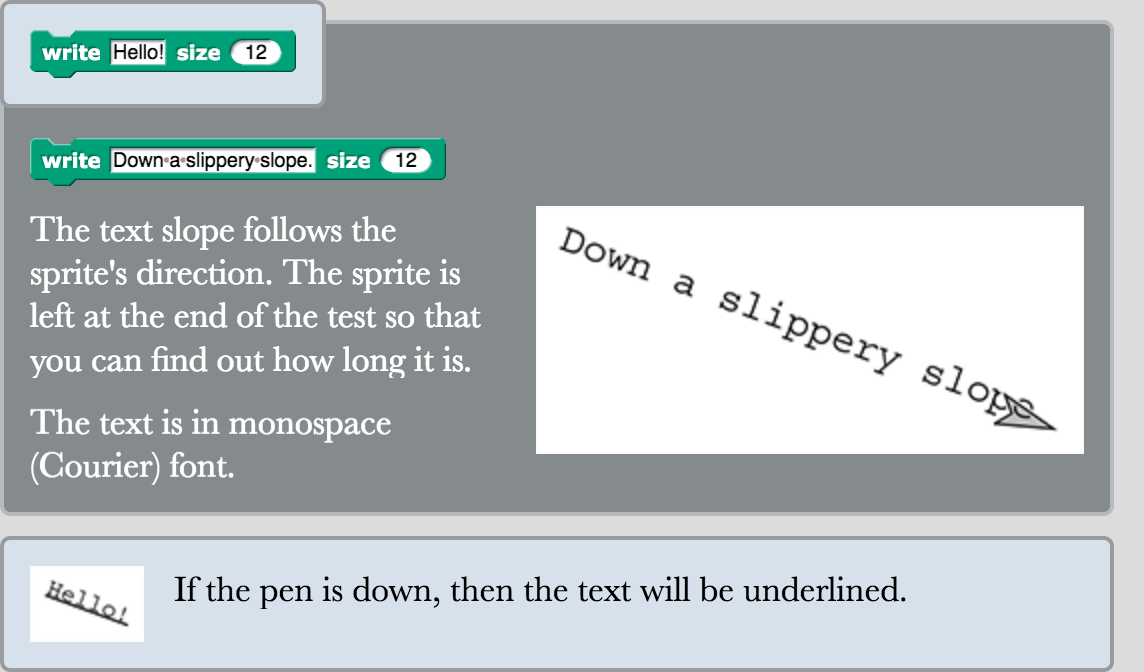 write Hello! size 12
write Down a slippery slope. size 12
The text slope follows the
sprite's direction. The sprite is
left at the end of the test so that
you can find out how long it is.
The text is in monospace
(Courier) font.
Down a slippery slope
Hello!
If the pen is down, then the text will be underlined.